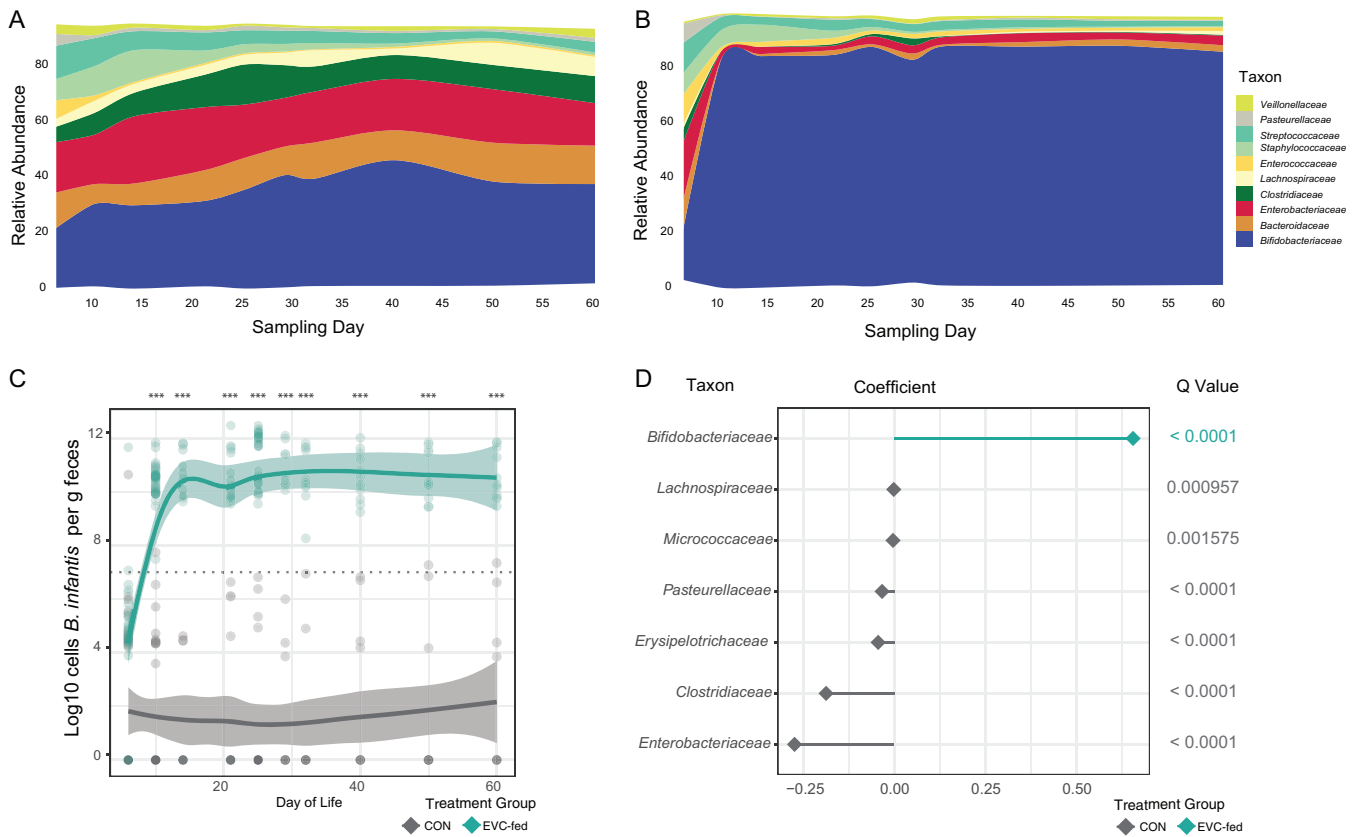 A
Relative Abundance
80
60
40
20
0
10 15 20 25 30 35 40 45 50 55 60
Sampling Day
B
Relative Abundance
80
60
40
20
0
10 15 20 25 30 35 40 45 50 55 60
Sampling Day
Taxon
Veillonellaceae
Pasteurellaceae
Streptococcaceae
Staphylococcaceae
Enterococcaceae
Lachnospiraceae
Clostridiaceae
Enterobacteriaceae
Bacteroidaceae
Bifidobacteriaceae
C
*** *** *** *** *** *** *** *** ***
Log10 cells B. infantis per g feces
12
8
4
0
20 40 60
Day of Life
Treatment Group
CON EVC-fed
D
Taxon Coefficient Q Value
Bifidobacteriaceae < 0.0001
Lachnospiraceae 0.000957
Micrococcaceae 0.001575
Pasteurellaceae < 0.0001
Erysipelotrichaceae < 0.0001
Clostridiaceae < 0.0001
Enterobacteriaceae < 0.0001
−0.25 0.00 0.25 0.50
Treatment Group
CON EVC-fed